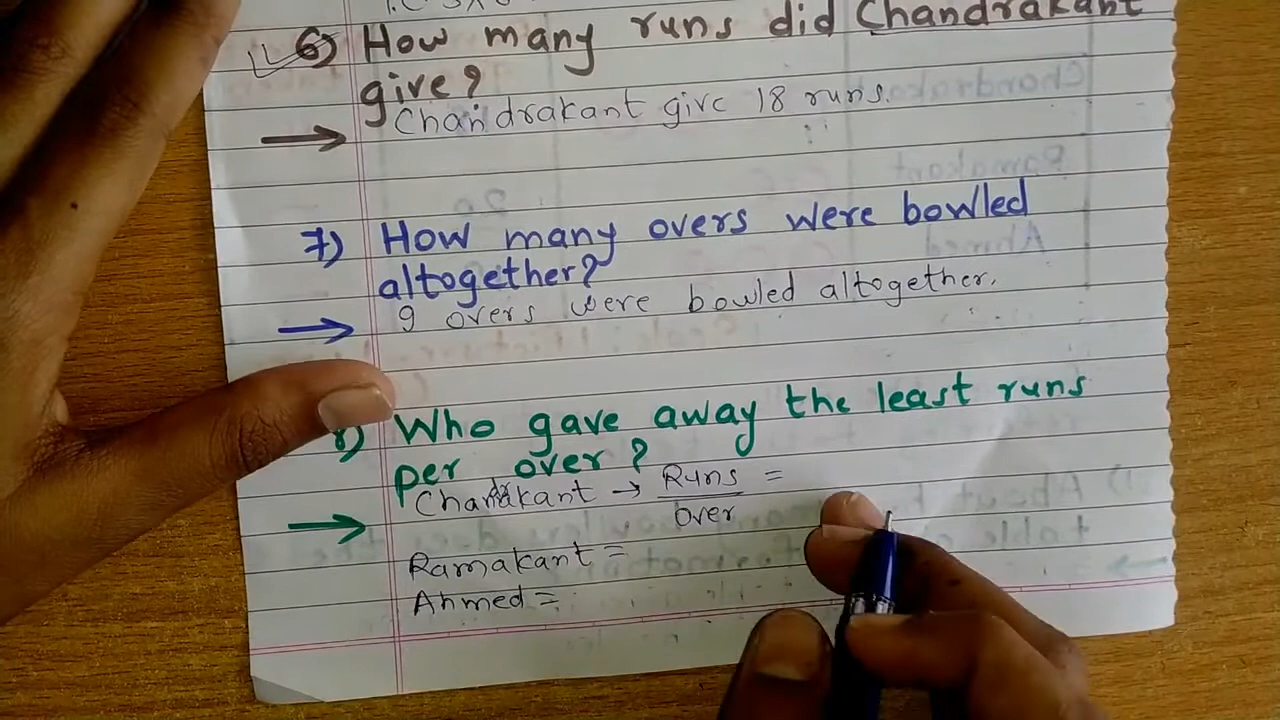 6) How many runs did Chandrakant
give?
Chandrakant give 18 runs.
7) How many overs were bowled
altogether?
9 overs were bowled altogether.
8) Who gave away the least runs
per over?
Chandrakant → Runs =
over
Ramakant =
Ahmed =